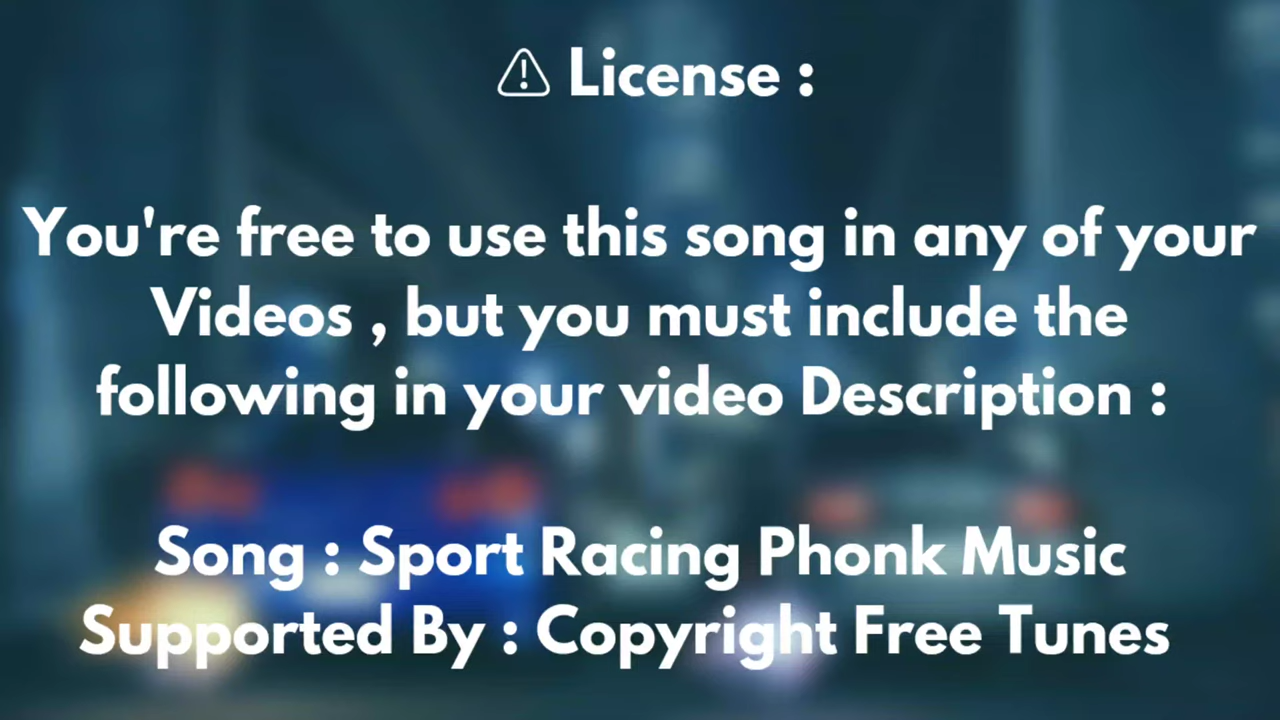 ⚠ License :
You're free to use this song in any of your
Videos , but you must include the
following in your video Description :
Song : Sport Racing Phonk Music
Supported By : Copyright Free Tunes